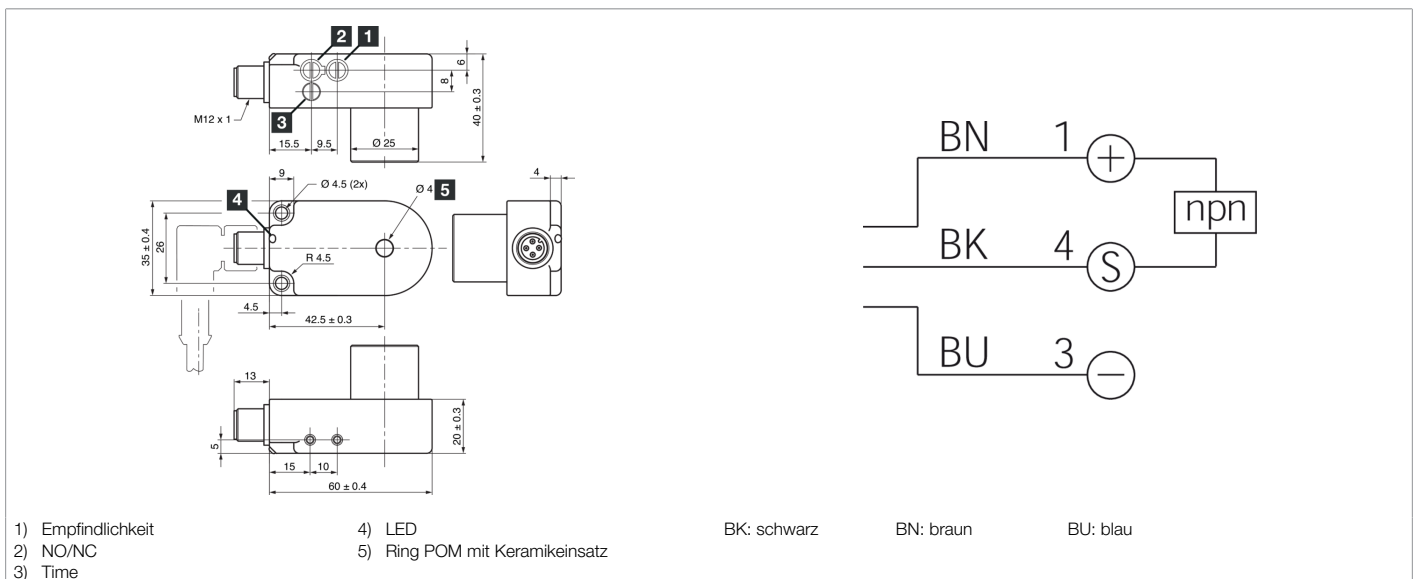 2 1
6
8
40 ± 0.3
M12 x 1
3
15.5 9.5 Ø 25
9
Ø 4.5 (2x)
4
Ø 4 5
4
35 ± 0.4
26
R 4.5
4.5
42.5 ± 0.3
13
5
20 ± 0.3
15 10
60 ± 0.4
BN 1 +
npn
BK 4 S
BU 3 −
1) Empfindlichkeit
2) NO/NC
3) Time
4) LED
5) Ring POM mit Keramikeinsatz
BK: schwarz BN: braun BU: blau